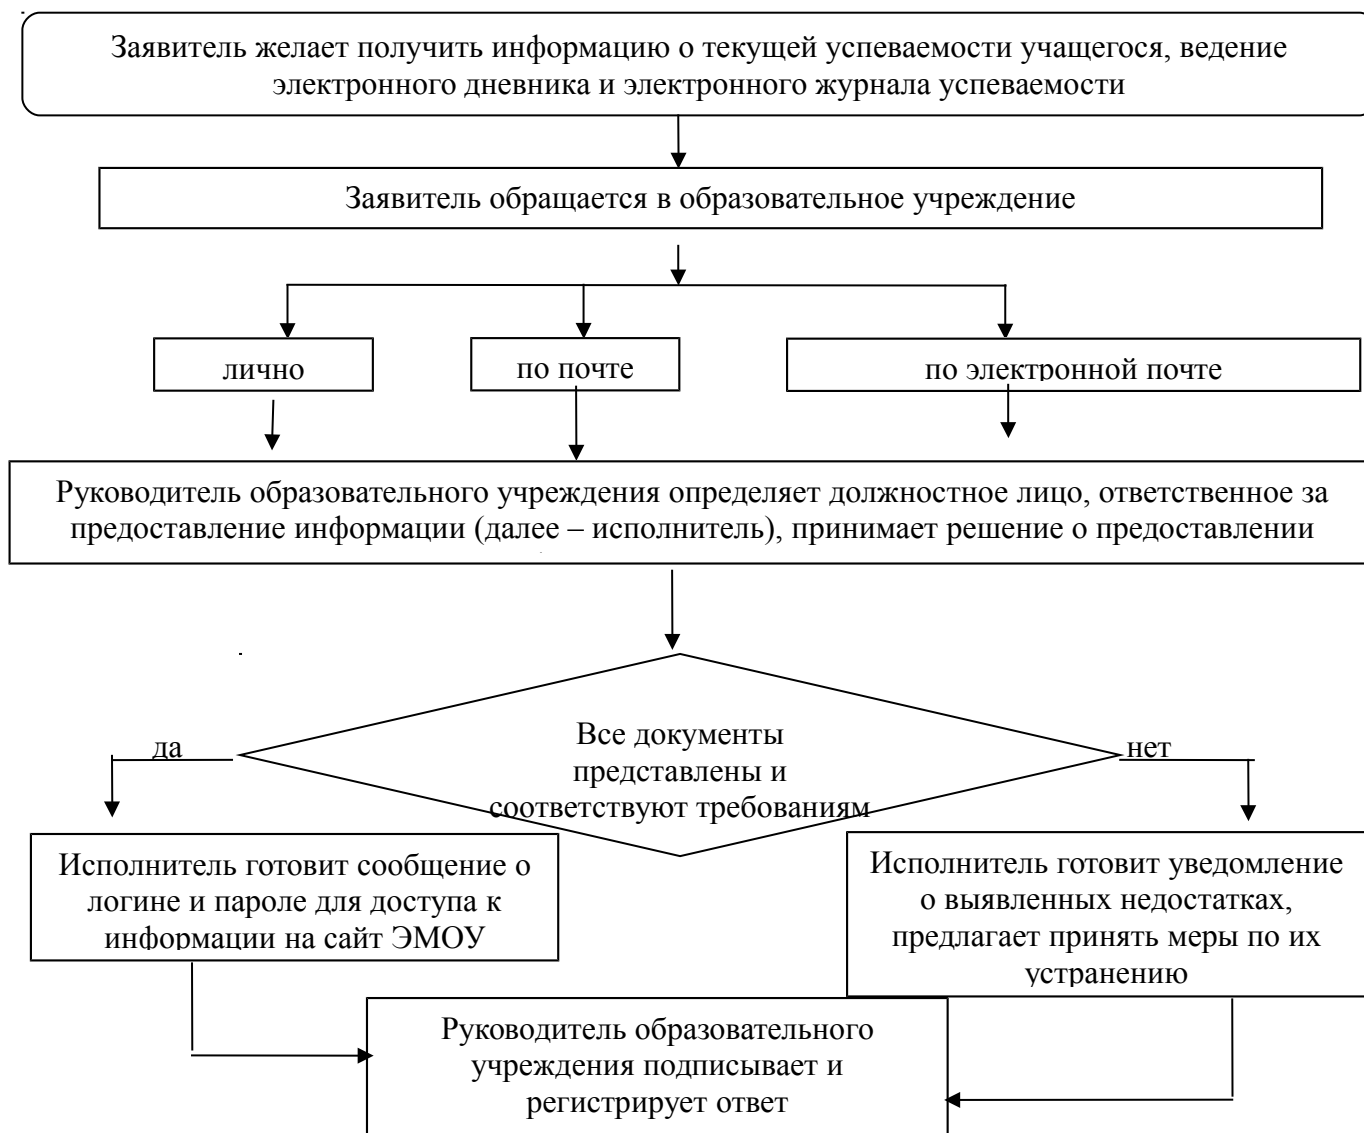 Заявитель желает получить информацию о текущей успеваемости учащегося, ведение
электронного дневника и электронного журнала успеваемости
Заявитель обращается в образовательное учреждение
лично
по почте
по электронной почте
Руководитель образовательного учреждения определяет должностное лицо, ответственное за
предоставление информации (далее – исполнитель), принимает решение о предоставлении
да
нет
Все документы
представлены и
соответствуют требованиям
Исполнитель готовит сообщение о
логине и пароле для доступа к
информации на сайт ЭМОУ
Исполнитель готовит уведомление
о выявленных недостатках,
предлагает принять меры по их
устранению
Руководитель образовательного
учреждения подписывает и
регистрирует ответ